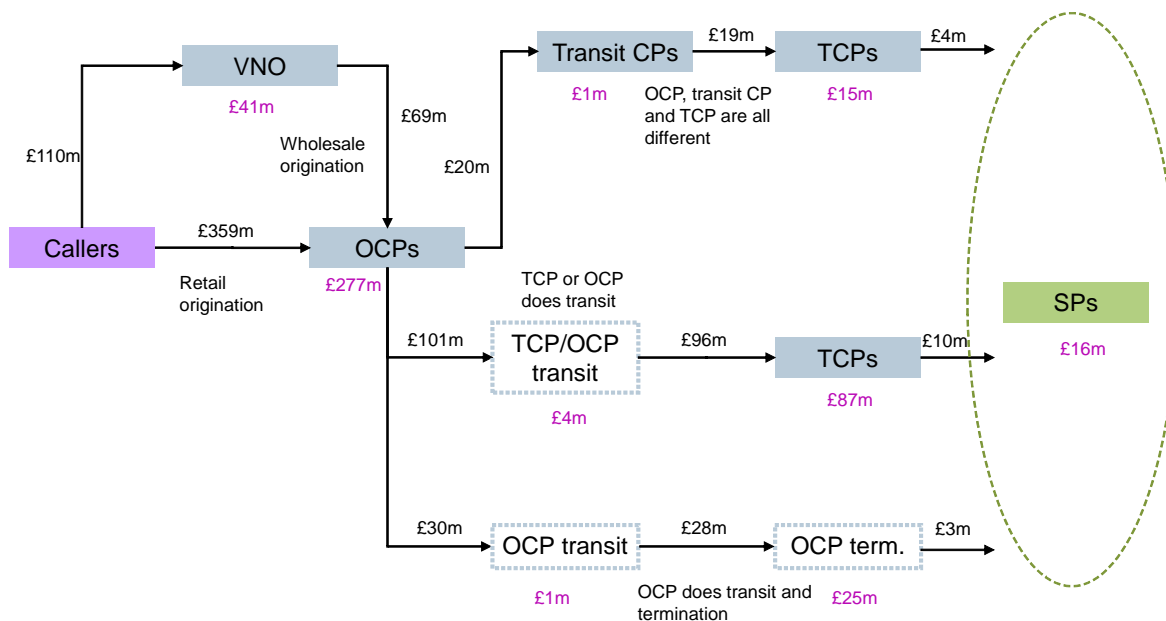 £19m
£4m
VNO
Transit CPs
TCPs
£41m
£1m
OCP, transit CP
and TCP are all
different
£15m
£69m
Wholesale
origination
£110m
£20m
£359m
Callers
OCPs
Retail
origination
£277m
TCP or OCP
does transit
SPs
£101m
TCP/OCP
transit
£96m
TCPs
£10m
£16m
£4m
£87m
£30m
OCP transit
£28m
OCP term.
£3m
£1m
OCP does transit and
termination
£25m